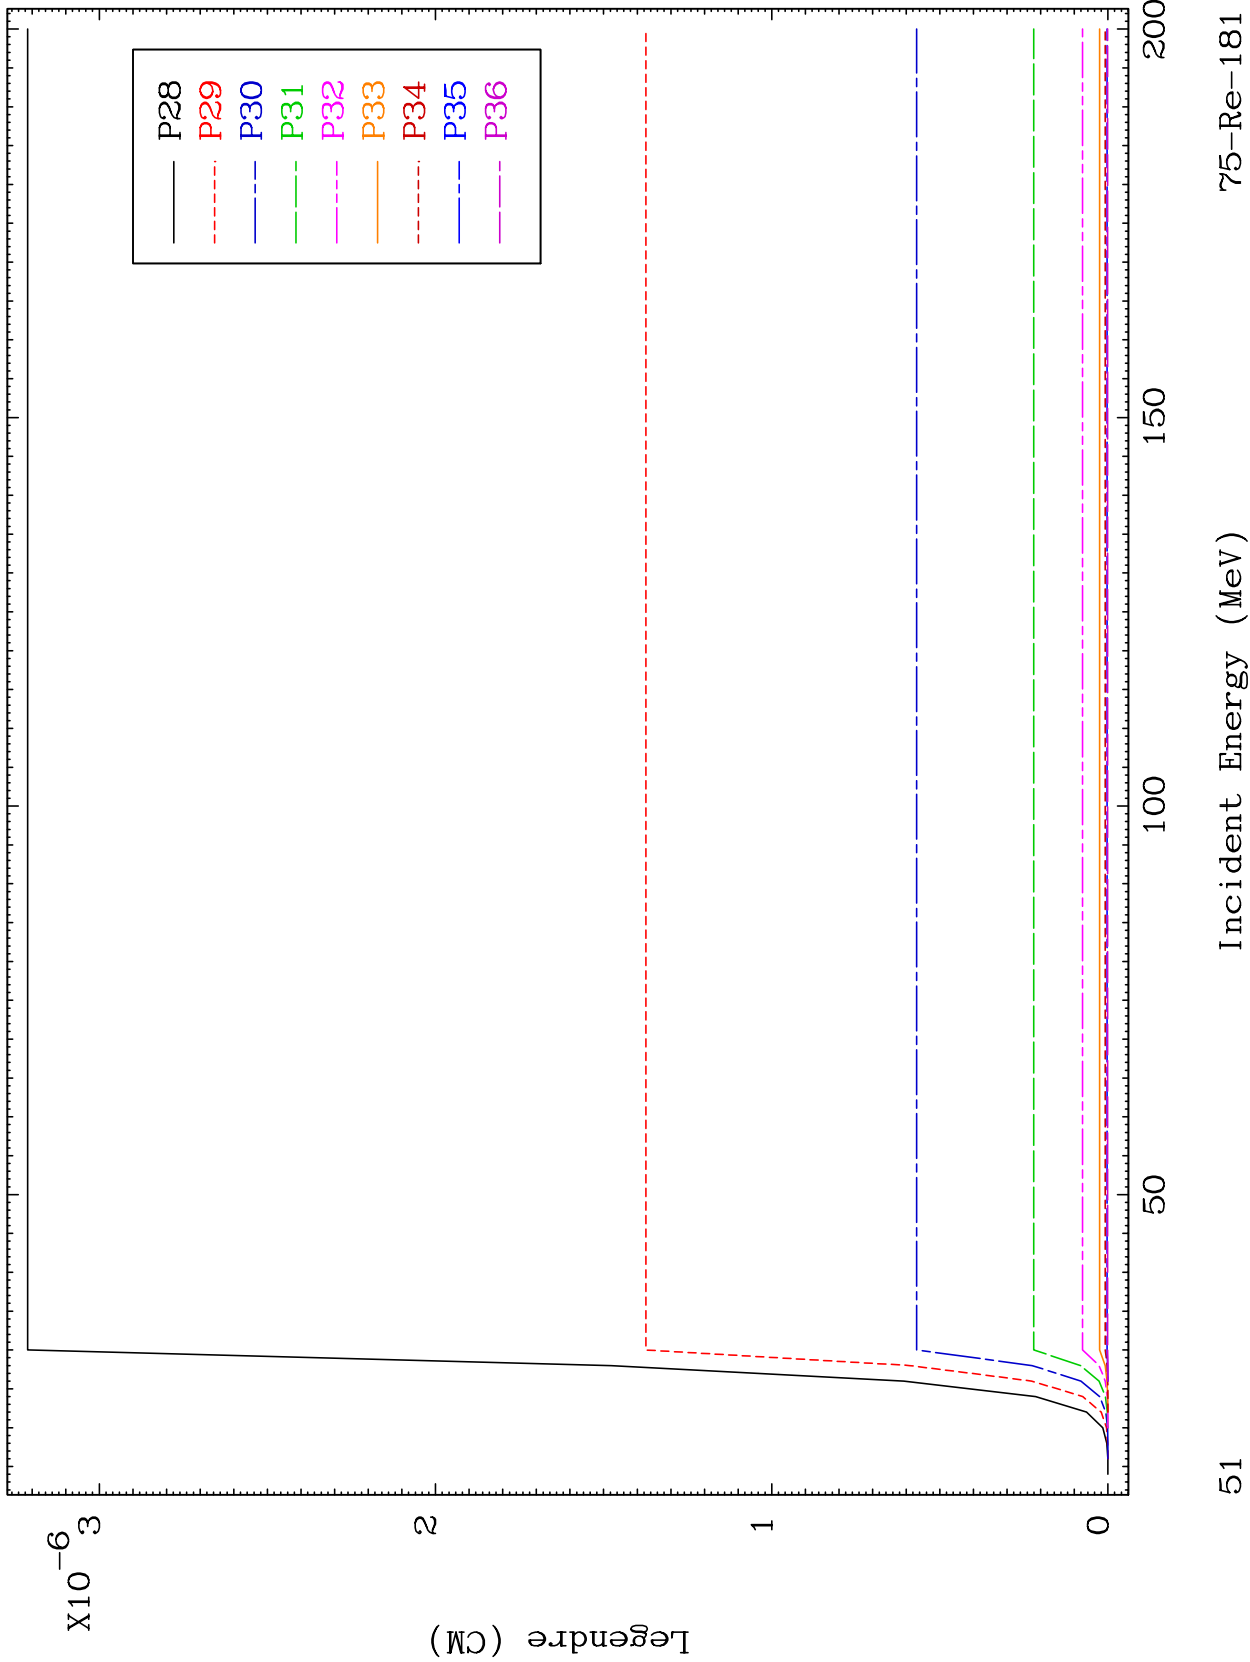 X10-6
3
2
1
0
Legendre (CM)
P28
P29
P30
P31
P32
P33
P34
P35
P36
50
100
150
200
Incident Energy (MeV)
51
75-Re-181